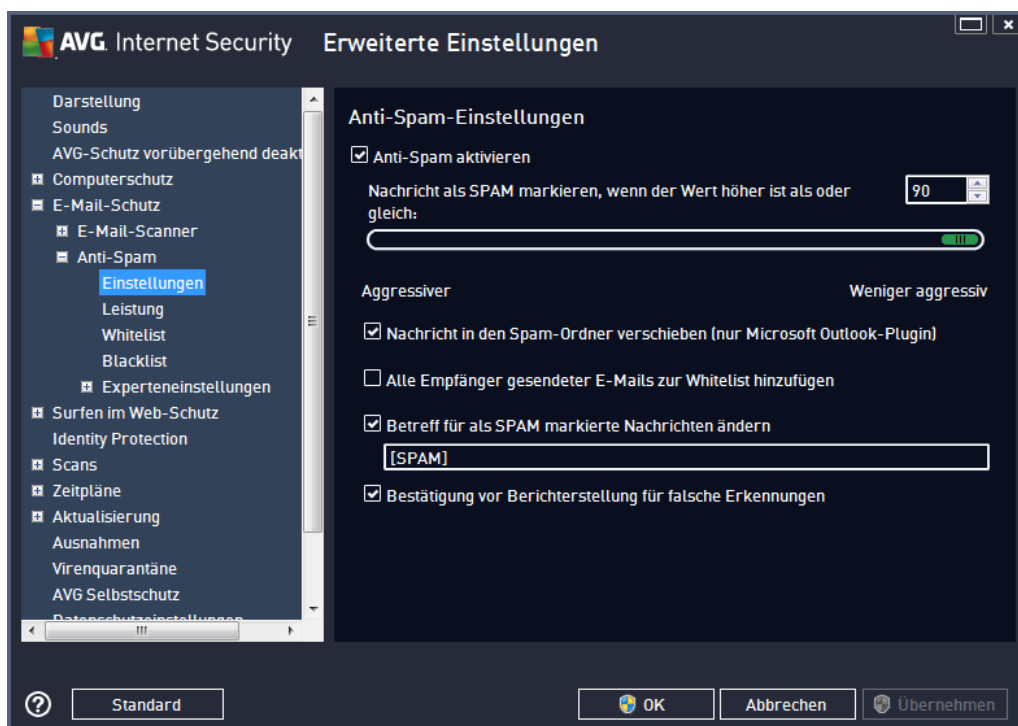 AVG. Internet Security Erweiterte Einstellungen
Darstellung
Sounds
AVG-Schutz vorübergehend deakt
Computerschutz
E-Mail-Schutz
E-Mail-Scanner
Anti-Spam
Einstellungen
Leistung
Whitelist
Blacklist
Experteneinstellungen
Surfen im Web-Schutz
Identity Protection
Scans
Zeitpläne
Aktualisierung
Ausnahmen
Virenquarantäne
AVG Selbstschutz
Datenschutzeinstellungen
Anti-Spam-Einstellungen
Anti-Spam aktivieren
Nachricht als SPAM markieren, wenn der Wert höher ist als oder
gleich:
90
Aggressiver
Weniger aggressiv
Nachricht in den Spam-Ordner verschieben (nur Microsoft Outlook-Plugin)
Alle Empfänger gesendeter E-Mails zur Whitelist hinzufügen
Betreff für als SPAM markierte Nachrichten ändern
[SPAM]
Bestätigung vor Berichterstellung für falsche Erkennungen
Standard
OK
Abbrechen
Übernehmen